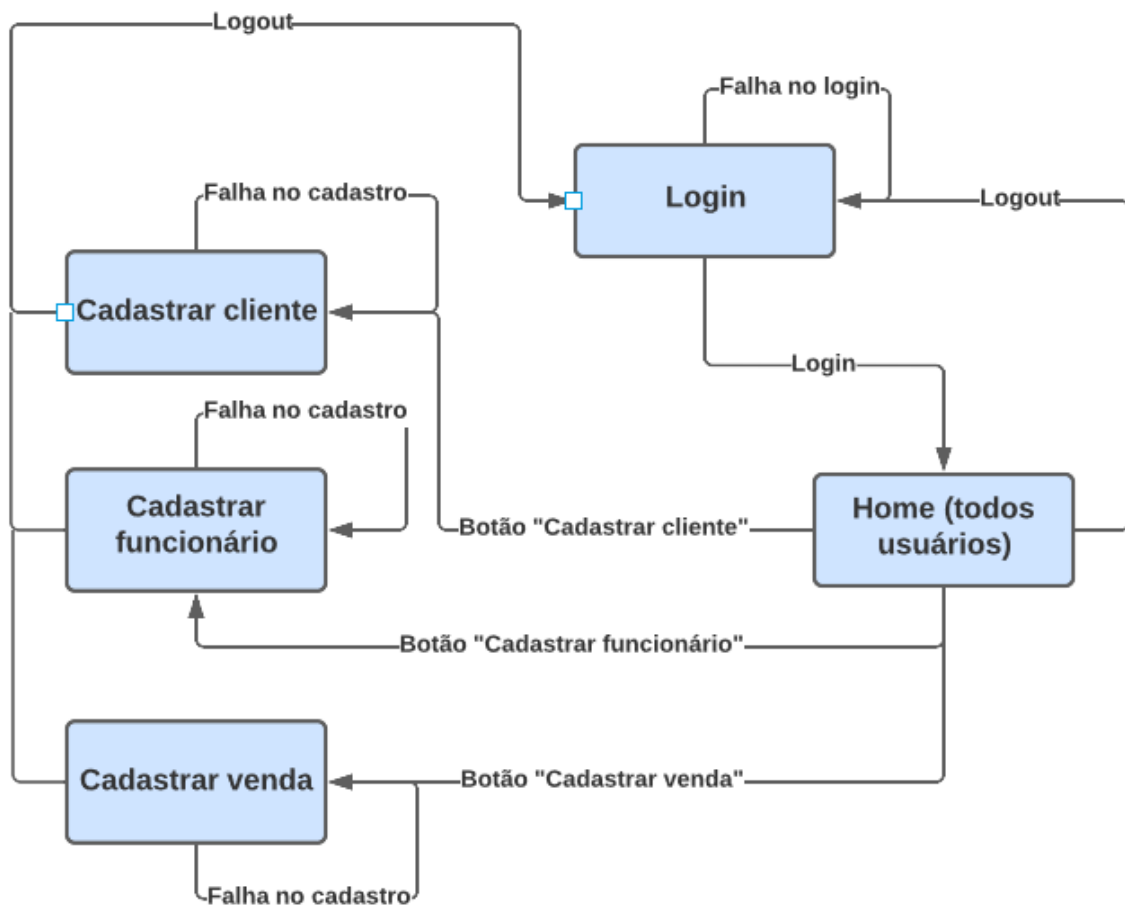 Logout
Falha no login
Login
Logout
Falha no cadastro
Cadastrar cliente
Login
Falha no cadastro
Cadastrar
funcionário
Botão "Cadastrar cliente"
Home (todos
usuários)
Botão "Cadastrar funcionário"
Cadastrar venda
Botão "Cadastrar venda"
Falha no cadastro